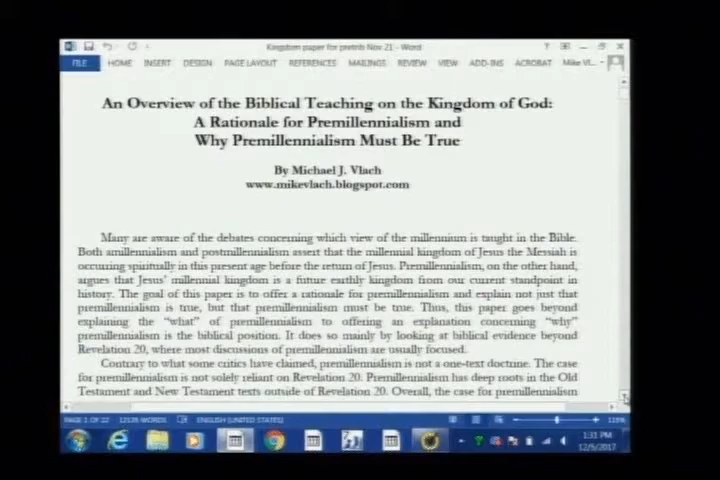 Kingdom paper for pretrib Nov 21 - Word
FILE HOME INSERT DESIGN PAGE LAYOUT REFERENCES MAILINGS REVIEW VIEW ADD-INS ACROBAT Mike Vl...
An Overview of the Biblical Teaching on the Kingdom of God:
A Rationale for Premillennialism and
Why Premillennialism Must Be True
By Michael J. Vlach
www.mikevlach.blogspot.com
Many are aware of the debates concerning which view of the millennium is taught in the Bible.
Both amillennialism and postmillennialism assert that the millennial kingdom of Jesus the Messiah is
occurring spiritually in this present age before the return of Jesus. Premillennialism, on the other hand,
argues that Jesus' millennial kingdom is a future earthly kingdom from our current standpoint in
history. The goal of this paper is to offer a rationale for premillennialism and explain not just that
premillennialism is true, but that premillennialism must be true. Thus, this paper goes beyond
explaining the "what" of premillennialism to offering an explanation concerning "why"
premillennialism is the biblical position. It does so mainly by looking at biblical evidence beyond
Revelation 20, where most discussions of premillennialism are usually focused.
Contrary to what some critics have claimed, premillennialism is not a one-text doctrine. The case
for premillennialism is not solely reliant on Revelation 20. Premillennialism has deep roots in the Old
Testament and New Testament texts outside of Revelation 20. Overall, the case for premillennialism
PAGE 1 OF 22 WORDS ENGLISH (UNITED STATES)
1:31 PM
12/5/2017